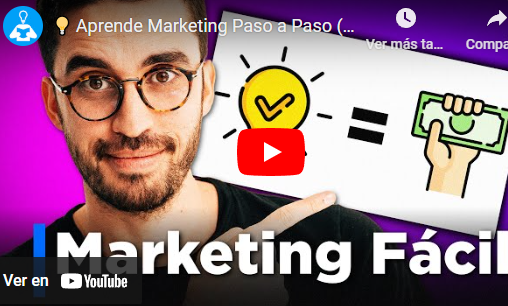 💡 Aprende Marketing Paso a Paso (...
Ver más ta...
Compa
Marketing Fácil
Ver en YouTube